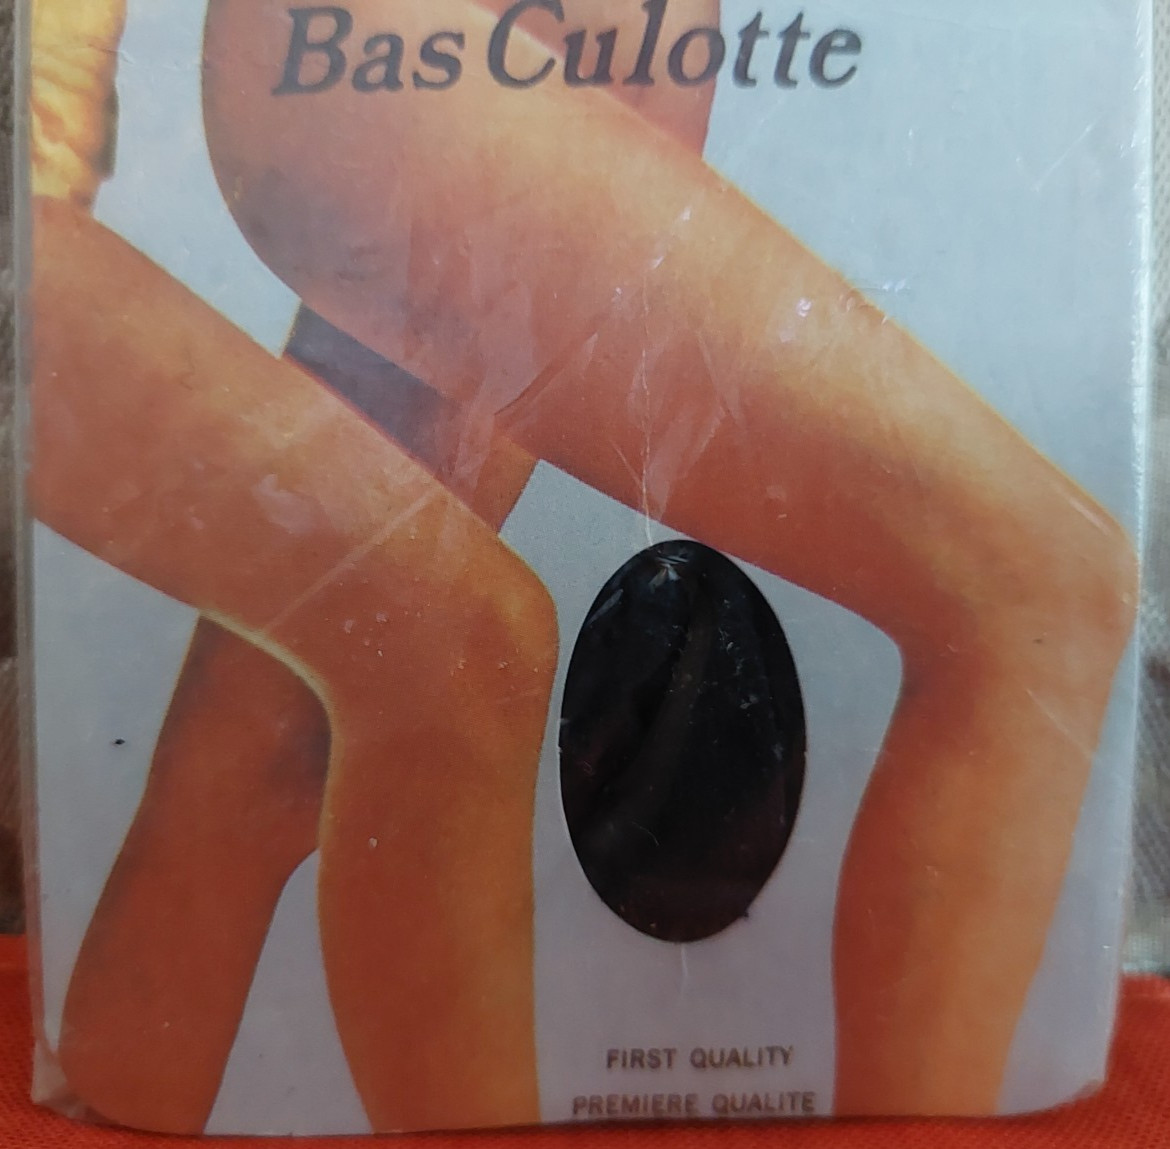 Bas Culotte
FIRST QUALITY
PREMIERE QUALITE